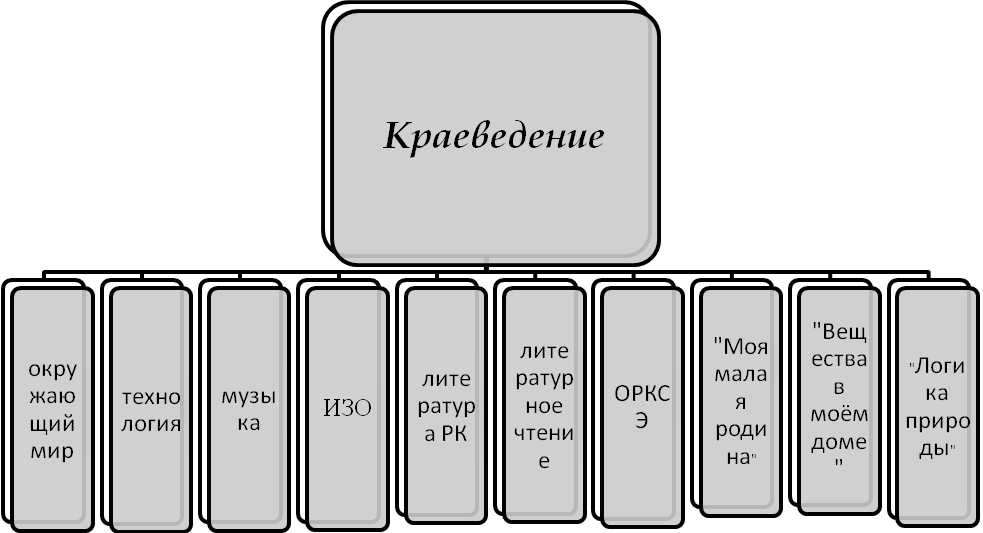 Краеведение
окру
жаю
щий
мир
техно
логия
музы
ка
ИЗО
лите
ратур
а РК
лите
ратур
ное
чтени
е
ОРКС
Э
"Моя
мала
я
роди
на"
"Вещ
ества
в
моём
доме
"
"Логи
ка
приро
ды"